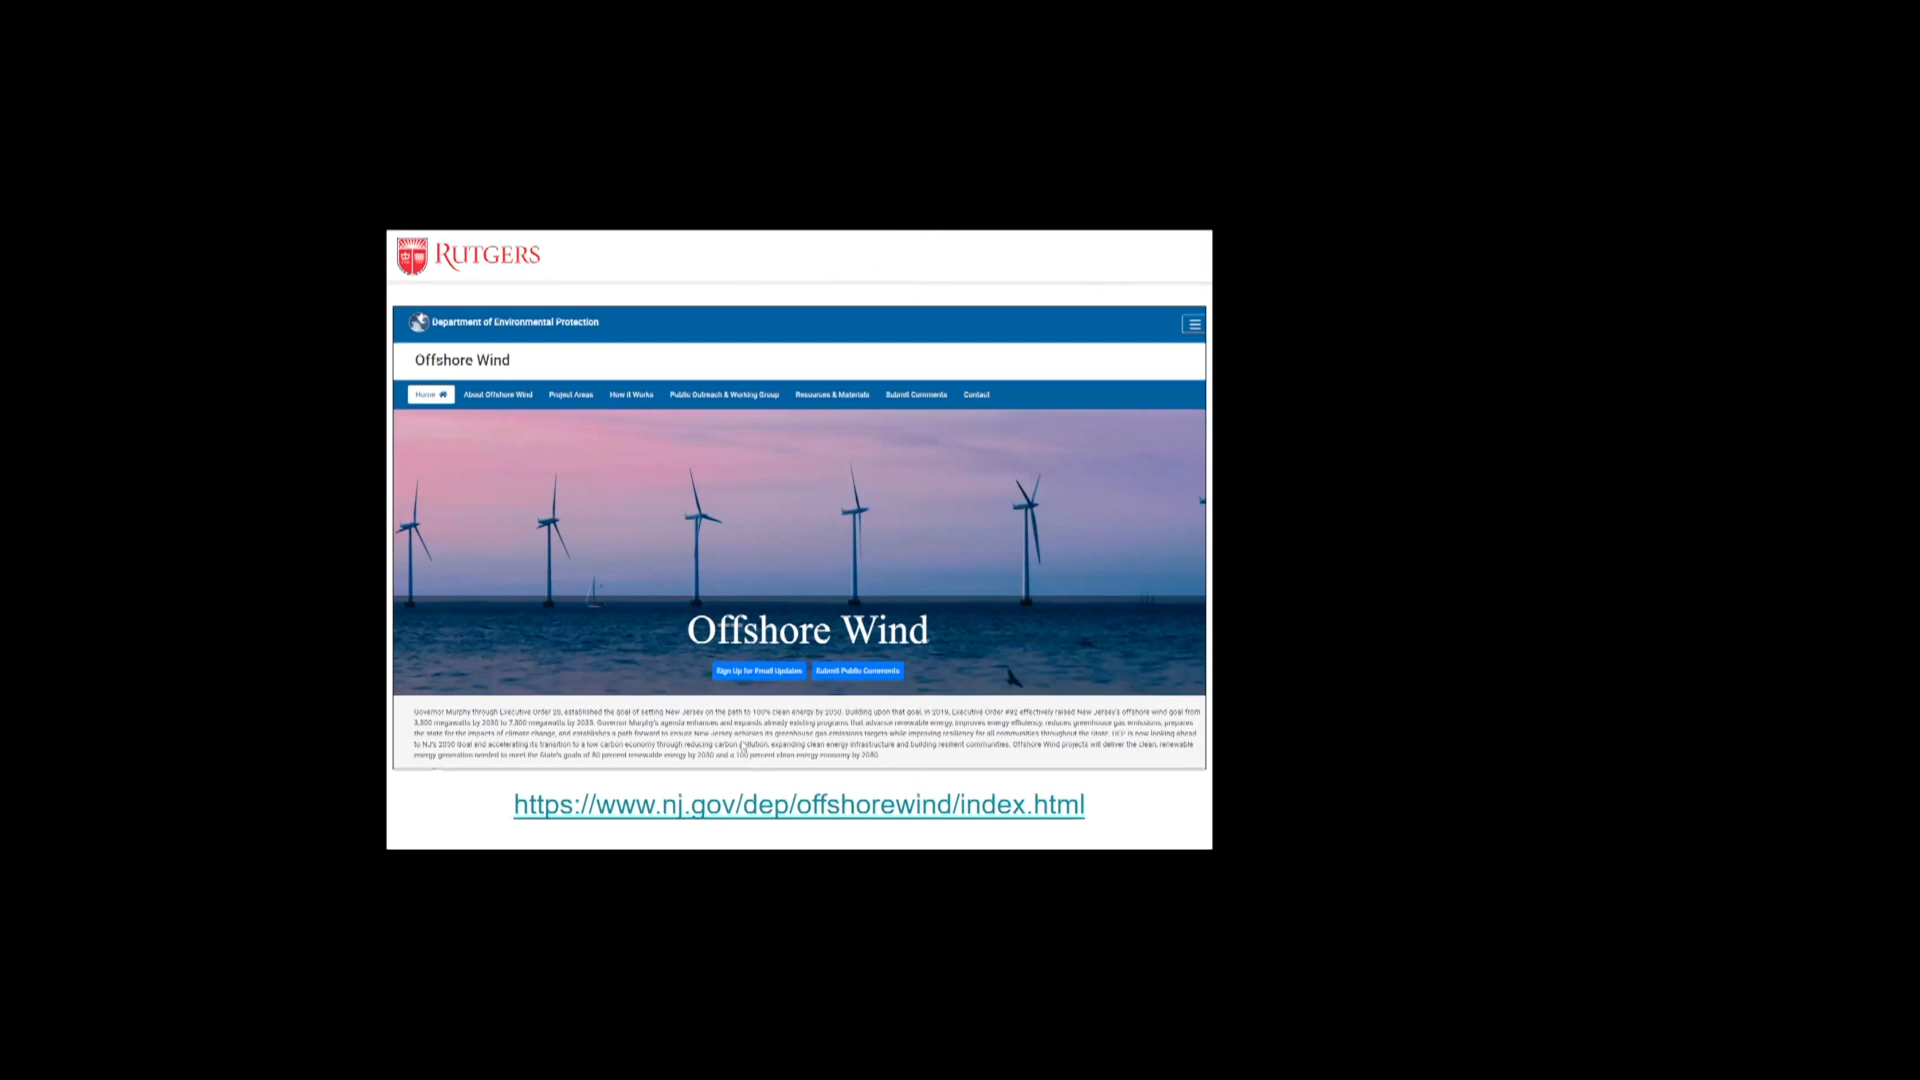 RUTGERS
Department of Environmental Protection
Offshore Wind
Home About Offshore Wind Project Areas How it Works Public Outreach & Working Group Resources & Materials Submit Comments Contact
Offshore Wind
Sign Up for Email Updates Submit Public Comments
Governor Murphy through Executive Order 28, established the goal of setting New Jersey on the path to 100% clean energy by 2050. Building upon that goal, in 2019, Executive Order #92 effectively raised New Jersey's offshore wind goal from
3,500 megawatts by 2030 to 7,500 megawatts by 2035. Governor Murphy's agenda enhances and expands already existing programs that advance renewable energy, improves energy efficiency, reduces greenhouse gas emissions, prepares
the state for the impacts of climate change, and establishes a path forward to ensure New Jersey achieves its greenhouse gas emissions targets while improving resiliency for all communities throughout the State. DEP is now looking ahead
to NJ's 2050 Goal and accelerating its transition to a low carbon economy through reducing carbon pollution, expanding clean energy infrastructure and building resilient communities. Offshore Wind projects will deliver the clean, renewable
energy generation needed to meet the State's goals of 50 percent renewable energy by 2030 and a 100 percent clean energy economy by 2050.
https://www.nj.gov/dep/offshorewind/index.html